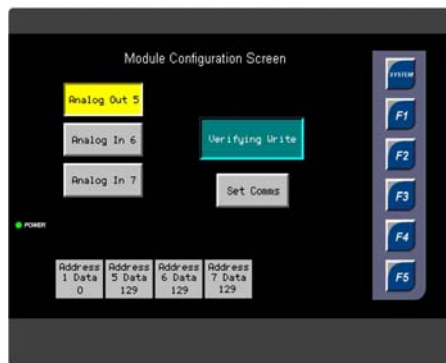 Module Configuration Screen
SYSTEM
Analog Out 5
F1
Analog In 6
Verifying Write
F2
Analog In 7
Set Comms
F3
POWER
F4
Address
1 Data
0
Address
5 Data
129
Address
6 Data
129
Address
7 Data
129
F5